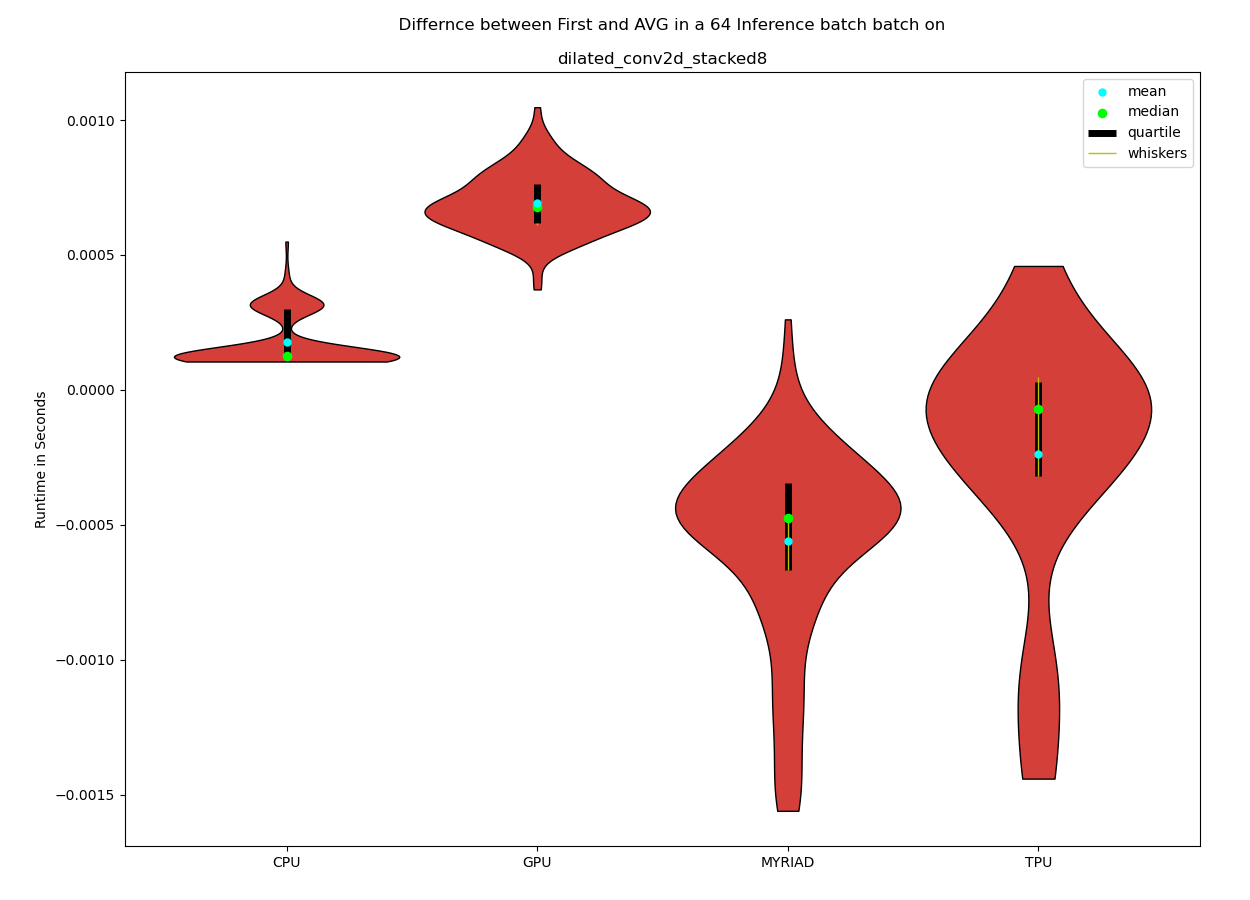 Differnce between First and AVG in a 64 Inference batch batch on
dilated_conv2d_stacked8
mean
median
quartile
whiskers
0.0010
0.0005
0.0000
−0.0005
−0.0010
−0.0015
Runtime in Seconds
CPU GPU MYRIAD TPU